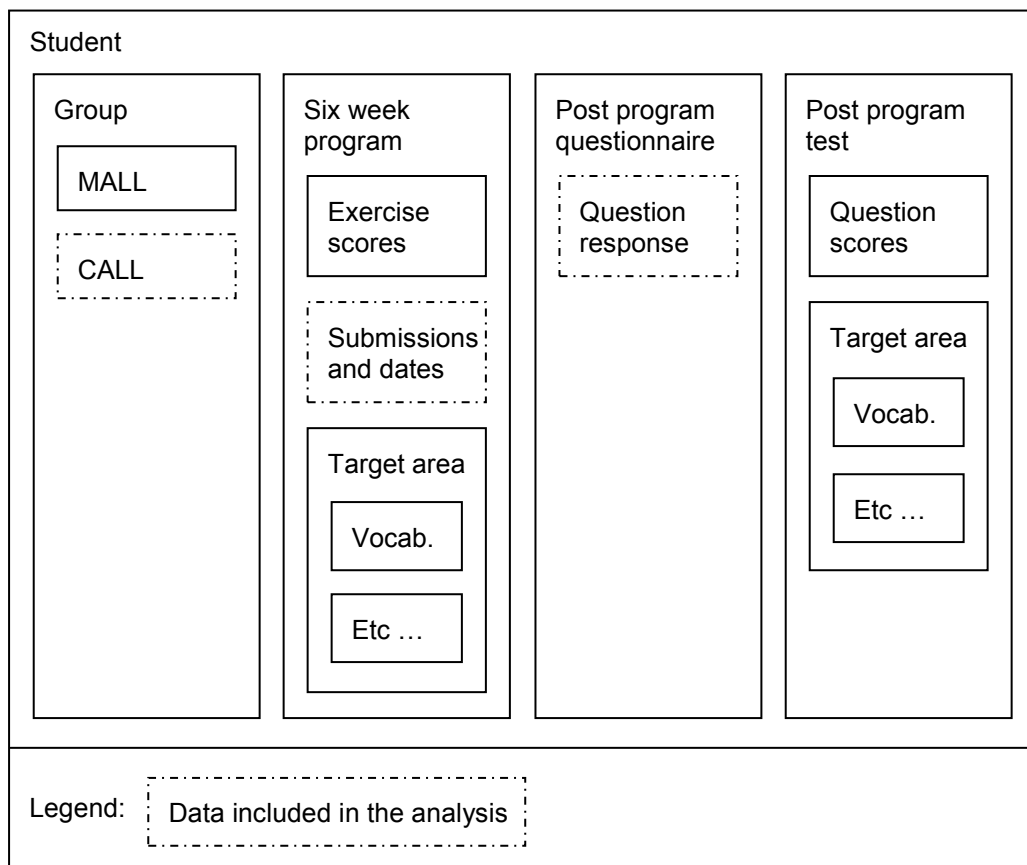 Student
Group
MALL
CALL
Six week
program
Exercise
scores
Submissions
and dates
Target area
Vocab.
Etc …
Post program
questionnaire
Question
response
Post program
test
Question
scores
Target area
Vocab.
Etc …
Legend:
Data included in the analysis